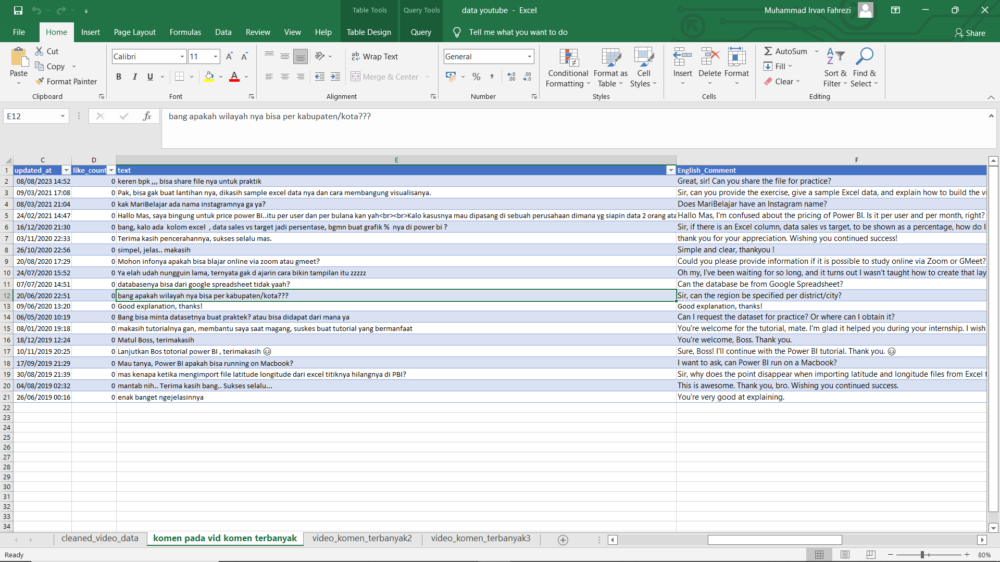 Table Tools Query Tools data youtube - Excel Muhammad Irvan Fahrezi
File Home Insert Page Layout Formulas Data Review View Help Table Design Query Tell me what you want to do Share
Paste Cut Copy Format Painter Clipboard
Calibri 11 B I U A Font
ab Wrap Text Merge & Center Alignment
General % , Number
Conditional Formatting Format as Table Cell Styles Styles
Insert Delete Format Cells
AutoSum Fill Clear Sort & Filter Find & Select Editing
E12 fx bang apakah wilayah nya bisa per kabupaten/kota???
C D E F
1 updated_at like_count text English_Comment
2 08/08/2023 14:52 0 keren bpk ,,, bisa share file nya untuk praktik Great, sir! Can you share the file for practice?
3 09/03/2021 17:08 0 Pak, bisa gak buat lantihan nya, dikasih sample excel data nya dan cara membangung visualisanya. Sir, can you provide the exercise, give a sample Excel data, and explain how to build the vi
4 08/03/2021 21:04 0 kak MariBelajar ada nama instagramnya ga ya? Does MariBelajar have an Instagram name?
5 24/02/2021 14:47 0 Hallo Mas, saya bingung untuk price power BI..itu per user dan per bulana kan yah<br><br>Kalo kasusnya mau dipasang di sebuah perusahaan dimana yg siapin data 2 orang ata Hallo Mas, I'm confused about the pricing of Power BI. Is it per user and per month, right?
6 16/12/2020 21:30 0 bang, kalo ada kolom excel , data sales vs target jadi persentase, bgmn buat grafik % nya di power bi ? Sir, if there is an Excel column, data sales vs target, to be shown as a percentage, how do I
7 03/11/2020 22:33 0 Terima kasih pencerahannya, sukses selalu mas. thank you for your appreciation. Wishing you continued success!
8 26/10/2020 22:56 0 simpel, jelas.. makasih Simple and clear, thankyou !
9 20/08/2020 17:29 0 Mohon infonya apakah bisa blajar online via zoom atau gmeet? Could you please provide information if it is possible to study online via Zoom or GMeet?
10 24/07/2020 15:52 0 Ya elah udah nungguin lama, ternyata gak d ajarin cara bikin tampilan itu zzzzz Oh my, I've been waiting for so long, and it turns out I wasn't taught how to create that lay
11 07/07/2020 14:51 0 databasenya bisa dari google spreadsheet tidak yaah? Can the database be from Google Spreadsheet?
12 20/06/2020 22:51 0 bang apakah wilayah nya bisa per kabupaten/kota??? Sir, can the region be specified per district/city?
13 09/06/2020 13:20 0 Good explanation, thanks! Good explanation, thanks!
14 06/05/2020 10:19 0 Bang bisa minta datasetnya buat praktek? atau bisa didapat dari mana ya Can I request the dataset for practice? Or where can I obtain it?
15 08/01/2020 19:18 0 makasih tutorialnya gan, membantu saya saat magang, suskes buat tutorial yang bermanfaat You're welcome for the tutorial, mate. I'm glad it helped you during your internship. I wish
16 18/12/2019 12:24 0 Matul Boss, terimakasih You're welcome, Boss. Thank you.
17 10/11/2019 20:25 0 Lanjutkan Bos totorial power BI , terimakasih 😊 Sure, Boss! I'll continue with the Power BI tutorial. Thank you. 😊
18 17/09/2019 21:29 0 Mau tanya, Power BI apakah bisa running on Macbook? I want to ask, can Power BI run on a Macbook?
19 30/08/2019 21:39 0 mas kenapa ketika mengimport file latitude longitude dari excel titiknya hilangnya di PBI? Sir, why does the point disappear when importing latitude and longitude files from Excel t
20 04/08/2019 02:32 0 mantab nih.. Terima kasih bang.. Sukses selalu... This is awesome. Thank you, bro. Wishing you continued success.
21 26/06/2019 00:16 0 enak banget ngejelasinnya You're very good at explaining.
22
23
24
25
26
27
28
29
30
31
32
33
34
cleaned_video_data komen pada vid komen terbanyak video_komen_terbanyak2 video_komen_terbanyak3
Ready 80%